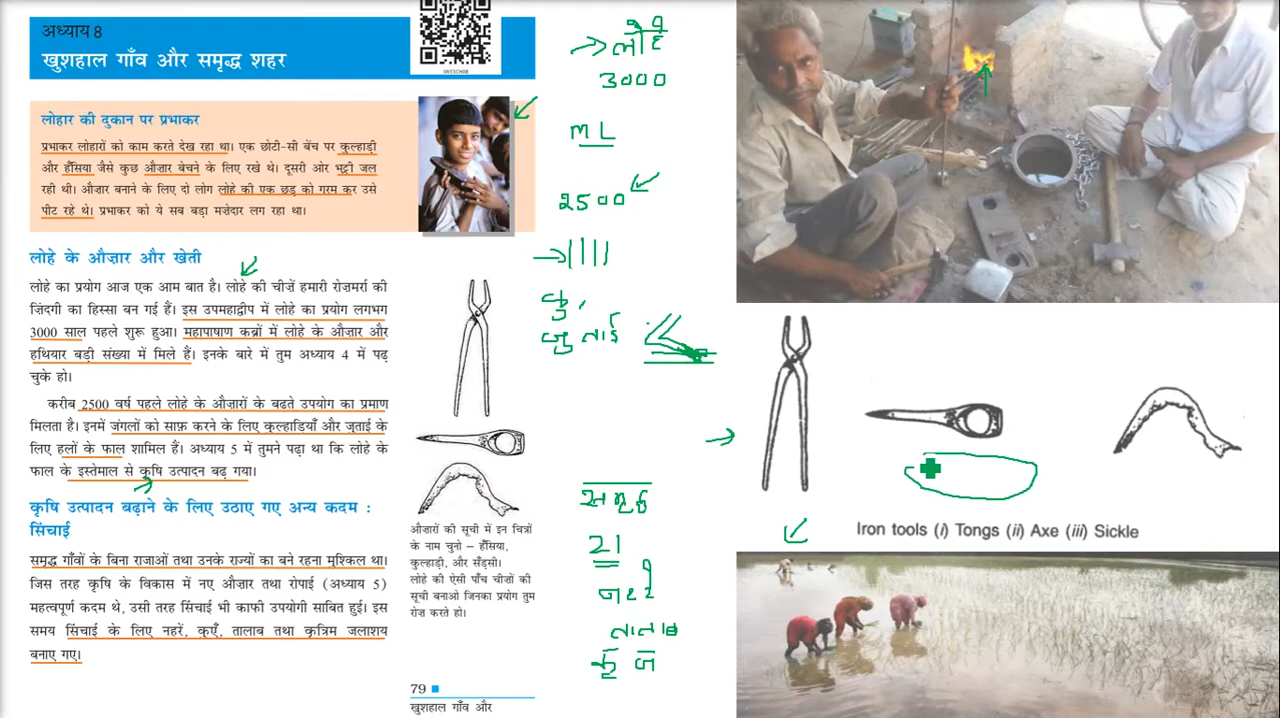 अध्याय 8
खुशहाल गाँव और समृद्ध शहर
0655CH08
लोहार की दुकान पर प्रभाकर
प्रभाकर लोहारों को काम करते देख रहा था। एक छोटी-सी बेंच पर कुल्हाड़ी
और हँसिया जैसे कुछ औज़ार बेचने के लिए रखे थे। दूसरी ओर भट्टी जल
रही थी। औज़ार बनाने के लिए दो लोग लोहे की एक छड़ को गरम कर उसे
पीट रहे थे। प्रभाकर को ये सब बड़ा मज़ेदार लग रहा था।
लोहे के औज़ार और खेती
लोहे का प्रयोग आज एक आम बात है। लोहे की चीज़ें हमारी रोज़मर्रा की
ज़िंदगी का हिस्सा बन गई हैं। इस उपमहाद्वीप में लोहे का प्रयोग लगभग
3000 साल पहले शुरू हुआ। महापाषाण कब्रों में लोहे के औज़ार और
हथियार बड़ी संख्या में मिले हैं। इनके बारे में तुम अध्याय 4 में पढ़
चुके हो।
करीब 2500 वर्ष पहले लोहे के औज़ारों के बढ़ते उपयोग का प्रमाण
मिलता है। इनमें जंगलों को साफ़ करने के लिए कुल्हाड़ियाँ और जुताई के
लिए हलों के फाल शामिल हैं। अध्याय 5 में तुमने पढ़ा था कि लोहे के
फाल के इस्तेमाल से कृषि उत्पादन बढ़ गया।
कृषि उत्पादन बढ़ाने के लिए उठाए गए अन्य कदम :
सिंचाई
समृद्ध गाँवों के बिना राजाओं तथा उनके राज्यों का बने रहना मुश्किल था।
जिस तरह कृषि के विकास में नए औज़ार तथा रोपाई (अध्याय 5)
महत्वपूर्ण कदम थे, उसी तरह सिंचाई भी काफी उपयोगी साबित हुई। इस
समय सिंचाई के लिए नहरें, कुएँ, तालाब तथा कृत्रिम जलाशय
बनाए गए।
औज़ारों की सूची में इन चित्रों
के नाम चुनो – हँसिया,
कुल्हाड़ी, और सँड़सी।
लोहे की ऐसी पाँच चीज़ों की
सूची बनाओ जिनका प्रयोग तुम
रोज़ करते हो।
79
खुशहाल गाँव और
3000
ML
2500
कु,
जुताई
समृद्ध
21
Iron tools (i) Tongs (ii) Axe (iii) Sickle